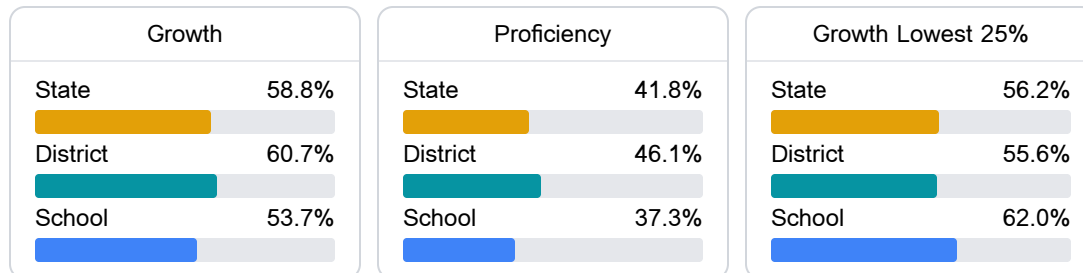 Growth
State 58.8%
District 60.7%
School 53.7%
Proficiency
State 41.8%
District 46.1%
School 37.3%
Growth Lowest 25%
State 56.2%
District 55.6%
School 62.0%